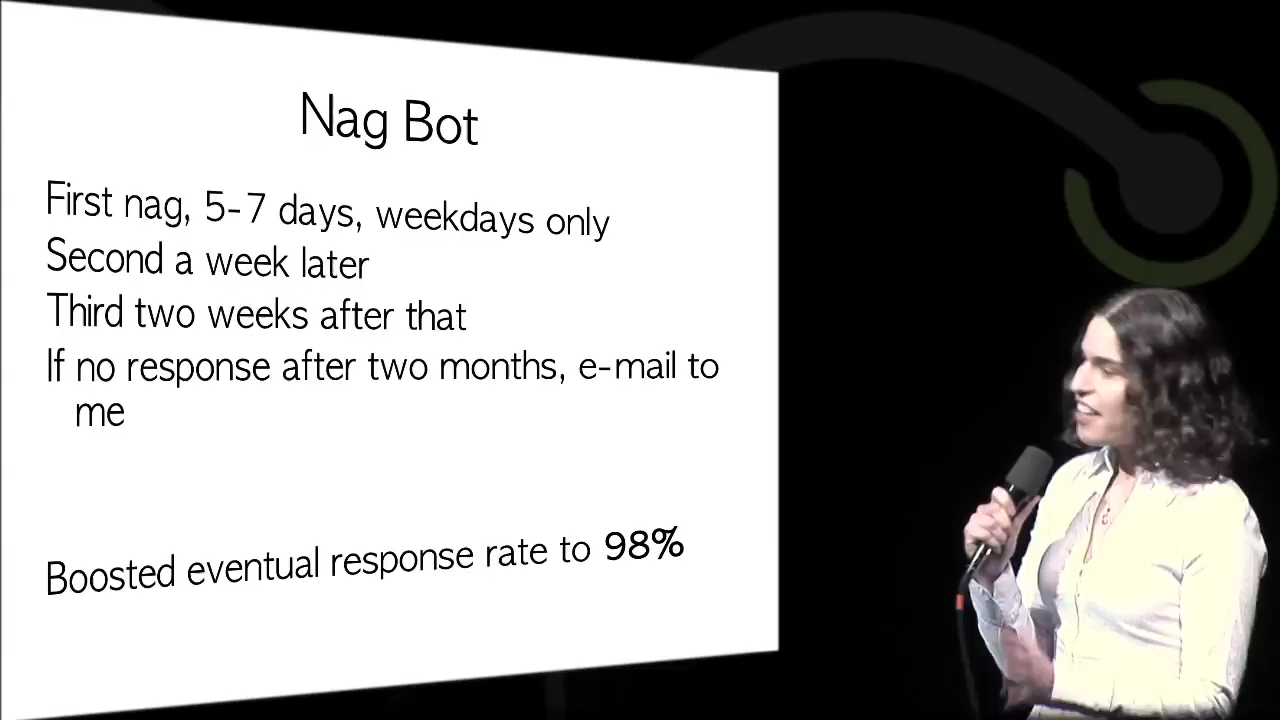 Nag Bot
First nag, 5-7 days, weekdays only
Second a week later
Third two weeks after that
If no response after two months, e-mail to
me
Boosted eventual response rate to 98%